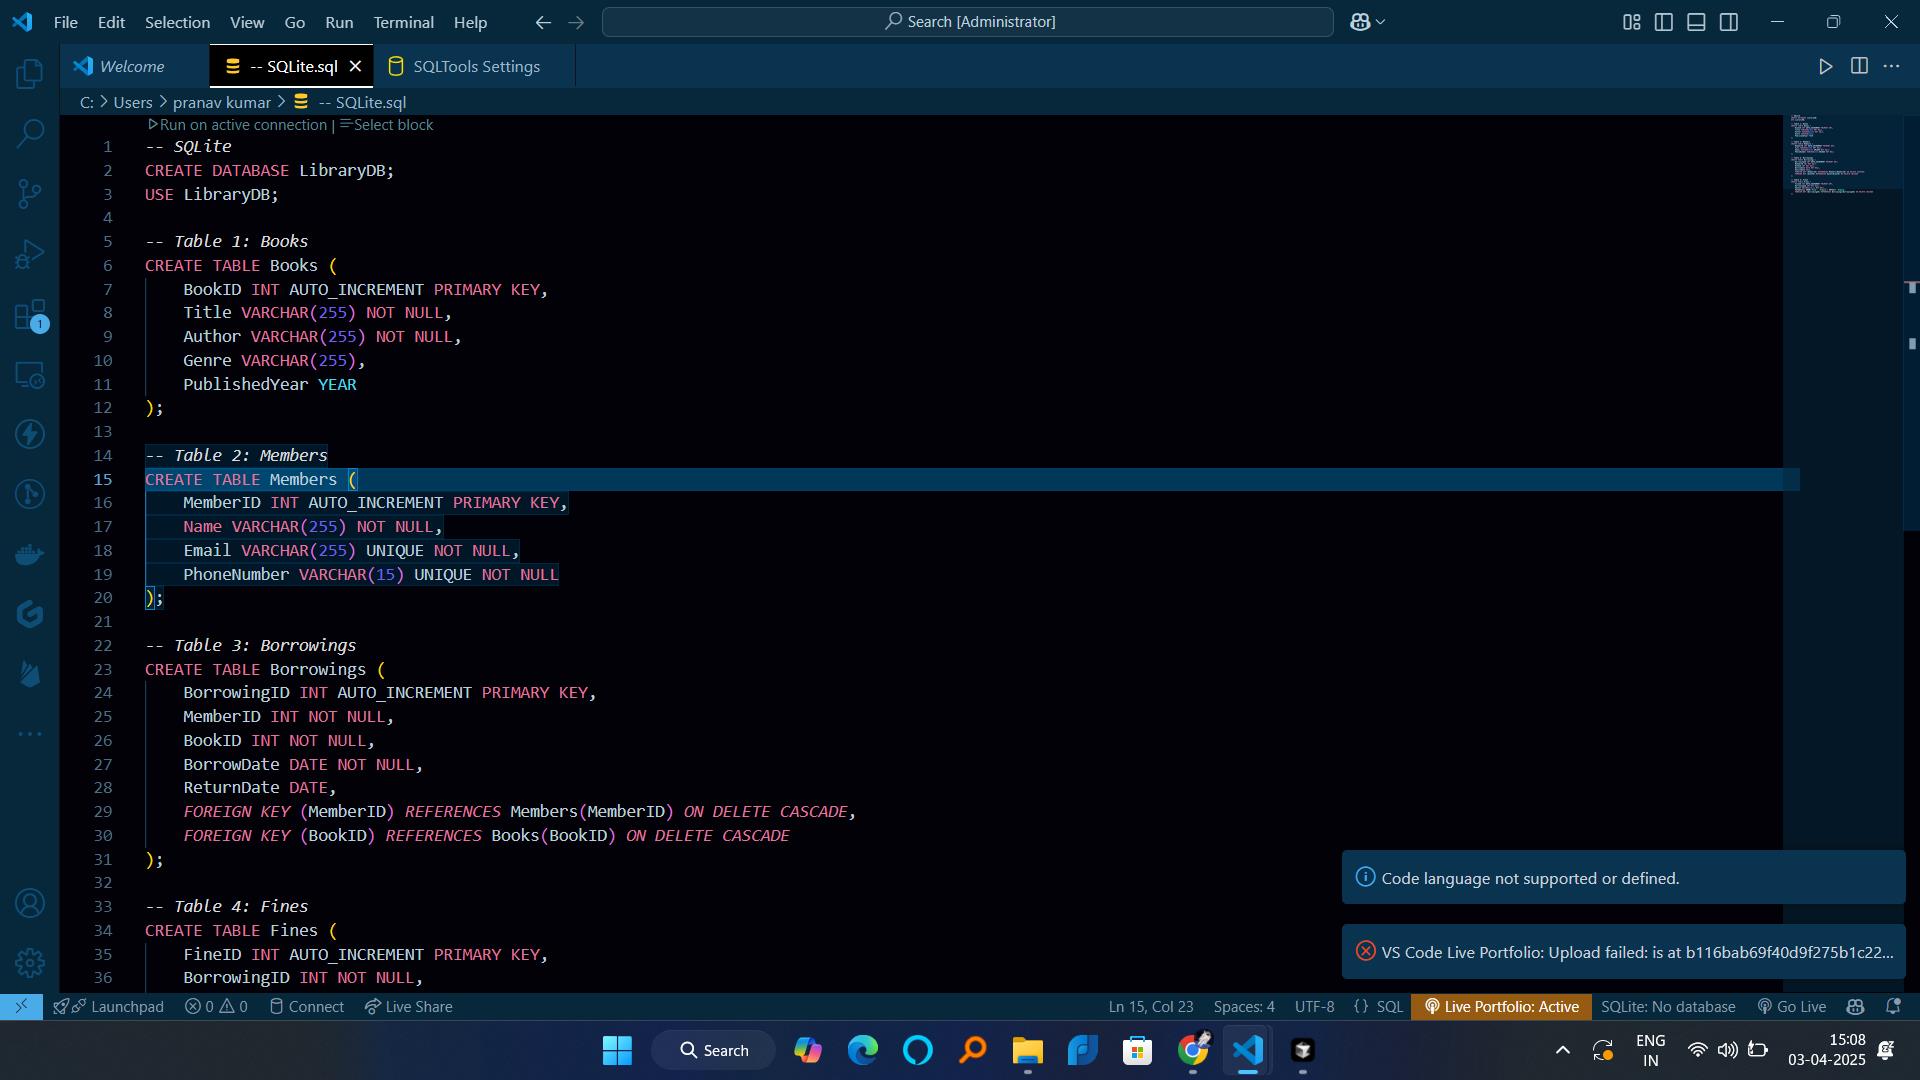 File Edit Selection View Go Run Terminal Help
Search [Administrator]
Welcome
-- SQLite.sql
SQLTools Settings
C: > Users > pranav kumar > -- SQLite.sql
Run on active connection | Select block
1 -- SQLite
2 CREATE DATABASE LibraryDB;
3 USE LibraryDB;
4
5 -- Table 1: Books
6 CREATE TABLE Books (
7 BookID INT AUTO_INCREMENT PRIMARY KEY,
8 Title VARCHAR(255) NOT NULL,
9 Author VARCHAR(255) NOT NULL,
10 Genre VARCHAR(255),
11 PublishedYear YEAR
12 );
13
14 -- Table 2: Members
15 CREATE TABLE Members (
16 MemberID INT AUTO_INCREMENT PRIMARY KEY,
17 Name VARCHAR(255) NOT NULL,
18 Email VARCHAR(255) UNIQUE NOT NULL,
19 PhoneNumber VARCHAR(15) UNIQUE NOT NULL
20 );
21
22 -- Table 3: Borrowings
23 CREATE TABLE Borrowings (
24 BorrowingID INT AUTO_INCREMENT PRIMARY KEY,
25 MemberID INT NOT NULL,
26 BookID INT NOT NULL,
27 BorrowDate DATE NOT NULL,
28 ReturnDate DATE,
29 FOREIGN KEY (MemberID) REFERENCES Members(MemberID) ON DELETE CASCADE,
30 FOREIGN KEY (BookID) REFERENCES Books(BookID) ON DELETE CASCADE
31 );
32
33 -- Table 4: Fines
34 CREATE TABLE Fines (
35 FineID INT AUTO_INCREMENT PRIMARY KEY,
36 BorrowingID INT NOT NULL,
1
Code language not supported or defined.
VS Code Live Portfolio: Upload failed: is at b116bab69f40d9f275b1c22...
Launchpad 0 0 Connect Live Share
Ln 15, Col 23 Spaces: 4 UTF-8 {} SQL Live Portfolio: Active SQLite: No database Go Live
Search
ENG
IN
15:08
03-04-2025